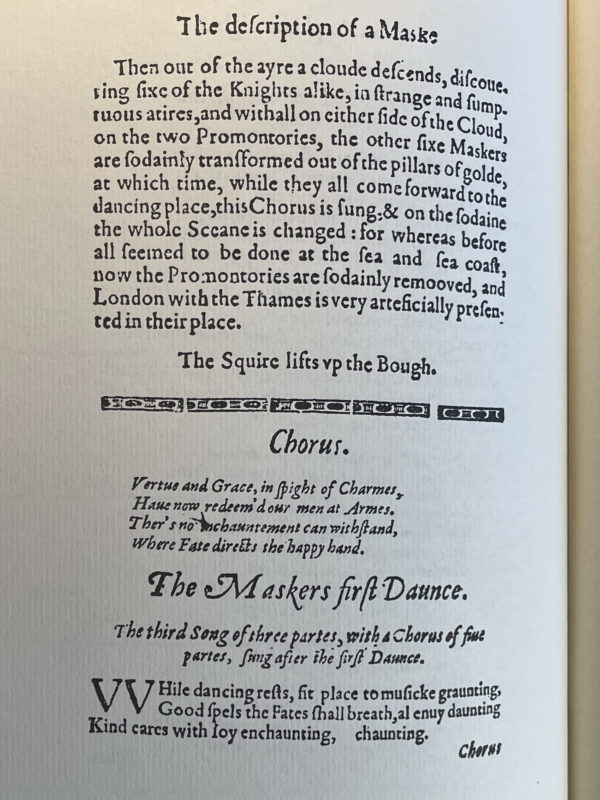 The deſcription of a Maske
Then out of the ayre a cloude deſcends, diſcoue-
ring ſixe of the Knights alike, in ſtrange and ſump-
tuous atires,and withall on either ſide of the Cloud,
on the two Promontories, the other ſixe Maskers
are ſodainly tranſformed out of the pillars of golde,
at which time, while they all come forward to the
dancing place,this Chorus is ſung,& on the ſodaine
the whole Sceane is changed : for whereas before
all ſeemed to be done at the ſea and ſea coaſt,
now the Promontories are ſodainly remooved, and
London with the Thames is very arteficially preſen-
ted in their place.
The Squire lifts vp the Bough.
Chorus.
Vertue and Grace, in ſpight of Charmes,
Haue now redeem'd our men at Armes.
Ther's no inchauntement can withſtand,
Where Fate directs the happy hand.
The Maskers firſt Daunce.
The third Song of three partes, with a Chorus of fiue
partes, ſung after the firſt Daunce.
VVHile dancing reſts, fit place to muſicke graunting,
Good ſpels the Fates ſhall breath,al enuy daunting
Kind eares with ioy enchaunting, chaunting.
Chorus